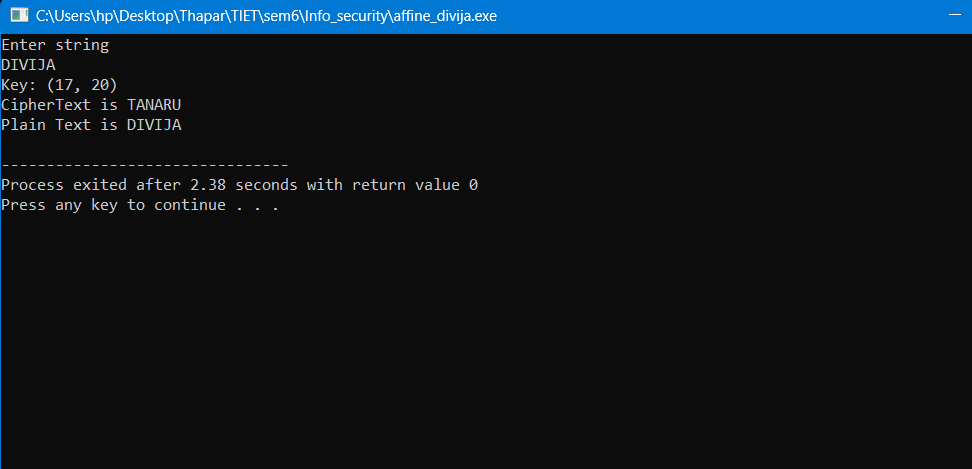 C:\Users\hp\Desktop\Thapar\TIET\sem6\Info_security\affine_divija.exe
Enter string
DIVIJA
Key: (17, 20)
CipherText is TANARU
Plain Text is DIVIJA
--------------------------------
Process exited after 2.38 seconds with return value 0
Press any key to continue . . .